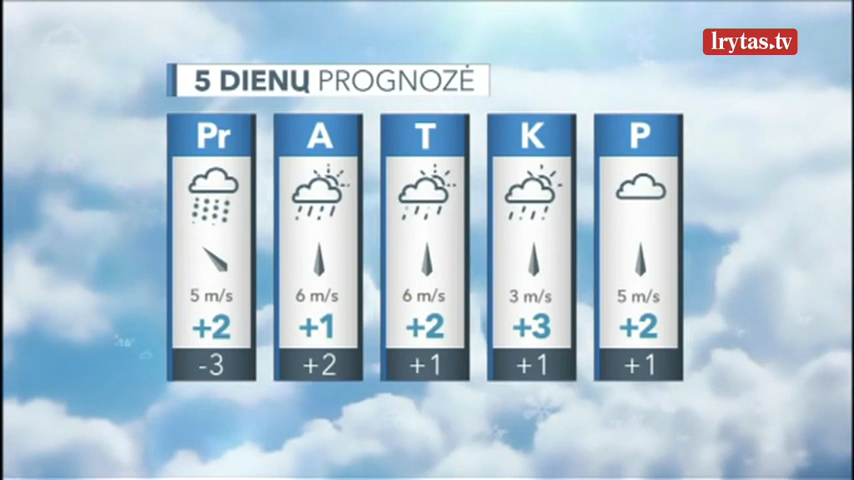 lrytas.tv
5 DIENŲ PROGNOZĖ
Pr A T K P
5 m/s 6 m/s 6 m/s 3 m/s 5 m/s
+2 +1 +2 +3 +2
-3 +2 +1 +1 +1
-16°